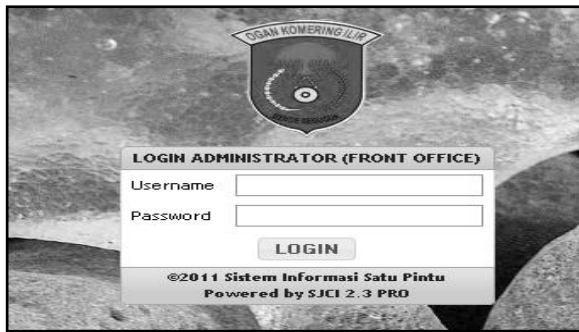 OGAN KOMERING ILIR
LOGIN ADMINISTRATOR (FRONT OFFICE)
Username
Password
LOGIN
©2011 Sistem Informasi Satu Pintu
Powered by SJCI 2.3 PRO